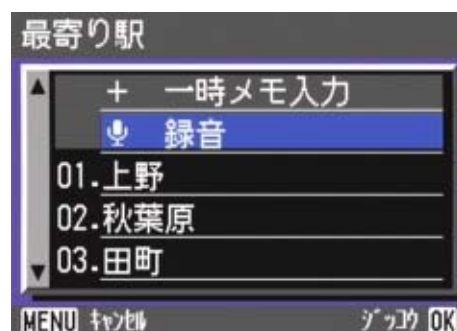 最寄り駅
+ 一時メモ入力
録音
01.上野
02.秋葉原
03.田町
MENU ｷｬﾝｾﾙ ｼﾞｯｺｳ OK